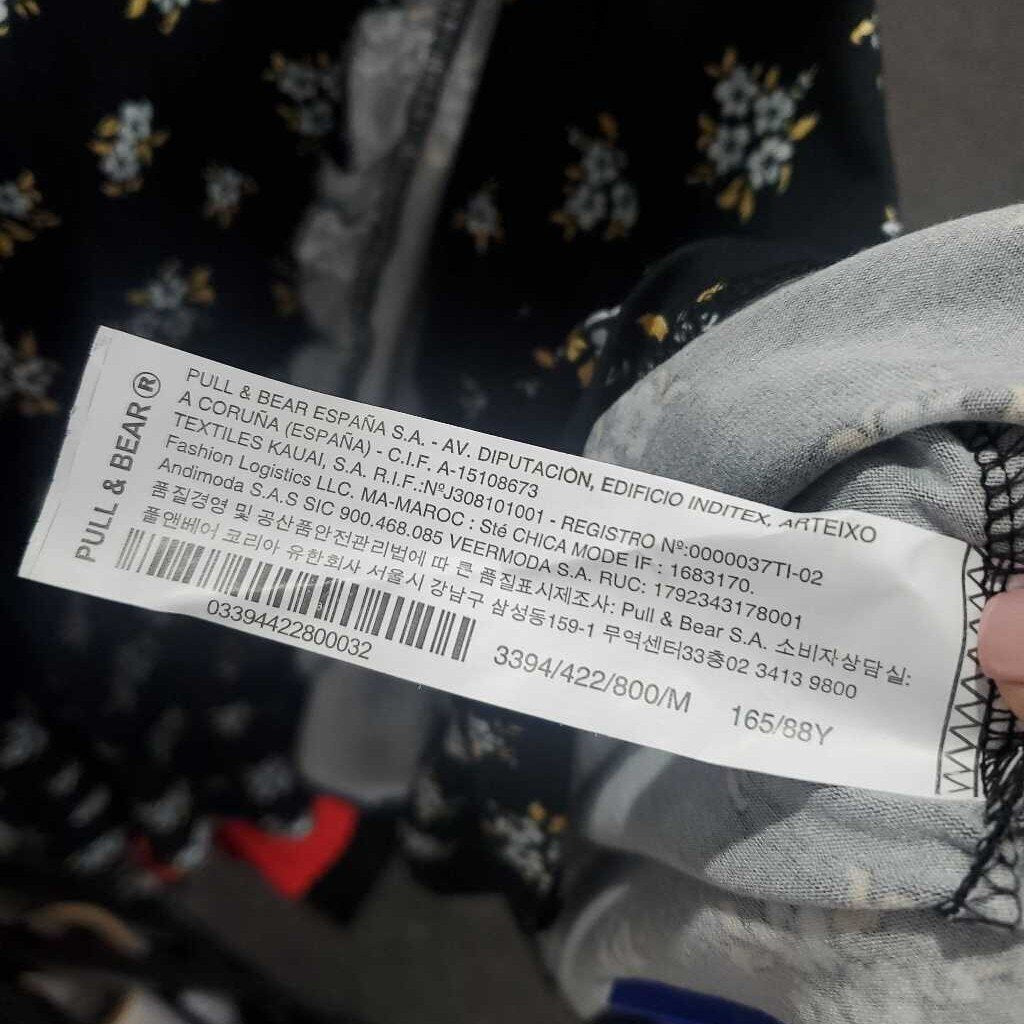 PULL & BEAR ®
PULL & BEAR ESPAÑA S.A. - AV. DIPUTACIÓN, EDIFICIO INDITEX, ARTEIXO
A CORUÑA (ESPAÑA) - C.I.F. A-15108673
TEXTILES KAUAI, S.A. R.I.F.:NºJ308101001 - REGISTRO Nº:0000037TI-02
Fashion Logistics LLC. MA-MAROC : Sté CHICA MODE IF : 1683170.
Andimoda S.A.S SIC 900.468.085 VEERMODA S.A. RUC: 1792343178001
품질경영 및 공산품안전관리법에 따른 품질표시제조사: Pull & Bear S.A. 소비자상담실:
풀앤베어 코리아 유한회사 서울시 강남구 삼성동159-1 무역센터33층02 3413 9800
03394422800032
3394/422/800/M
165/88Y